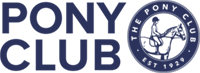 PONY
CLUB
THE PONY CLUB
EST 1929